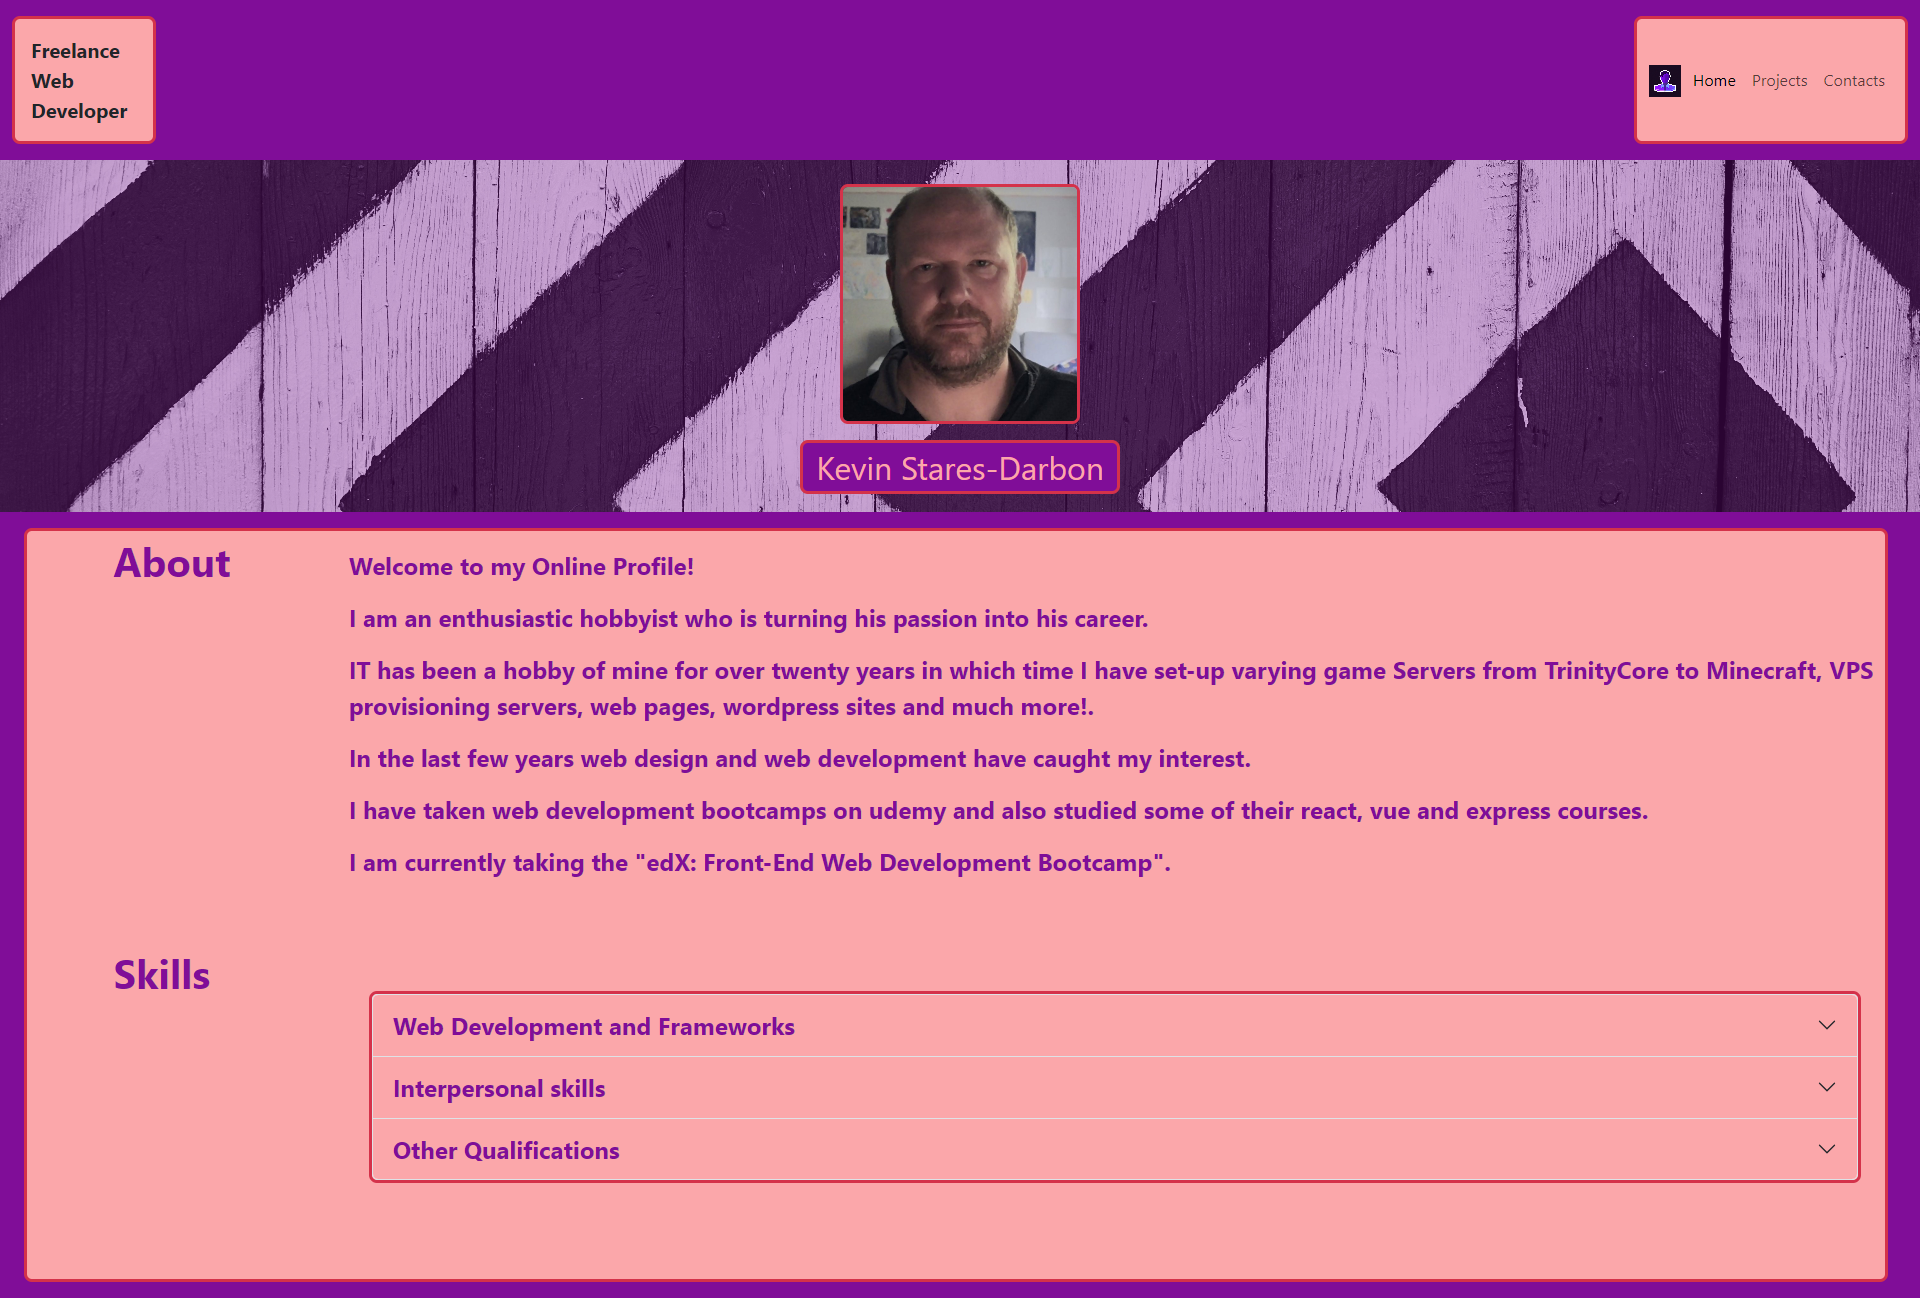 Freelance
Web
Developer
Home Projects Contacts
Kevin Stares-Darbon
About
Welcome to my Online Profile!
I am an enthusiastic hobbyist who is turning his passion into his career.
IT has been a hobby of mine for over twenty years in which time I have set-up varying game Servers from TrinityCore to Minecraft, VPS
provisioning servers, web pages, wordpress sites and much more!.
In the last few years web design and web development have caught my interest.
I have taken web development bootcamps on udemy and also studied some of their react, vue and express courses.
I am currently taking the "edX: Front-End Web Development Bootcamp".
Skills
Web Development and Frameworks
Interpersonal skills
Other Qualifications